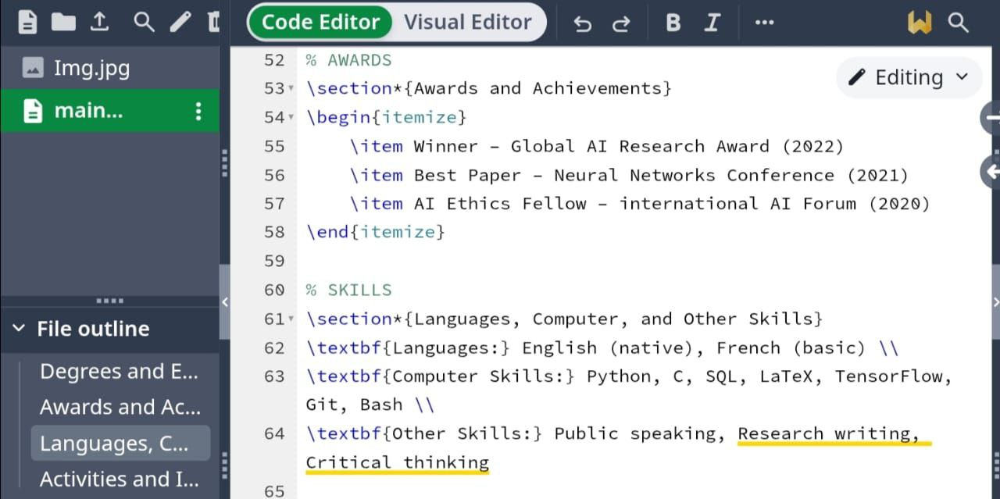 Code Editor Visual Editor B I ...
Img.jpg
main...
Editing
File outline
Degrees and E...
Awards and Ac...
Languages, C...
Activities and I...
52 % AWARDS
53 \section*{Awards and Achievements}
54 \begin{itemize}
55 \item Winner – Global AI Research Award (2022)
56 \item Best Paper – Neural Networks Conference (2021)
57 \item AI Ethics Fellow – international AI Forum (2020)
58 \end{itemize}
59
60 % SKILLS
61 \section*{Languages, Computer, and Other Skills}
62 \textbf{Languages:} English (native), French (basic) \\
63 \textbf{Computer Skills:} Python, C, SQL, LaTeX, TensorFlow,
Git, Bash \\
64 \textbf{Other Skills:} Public speaking, Research writing,
Critical thinking
65